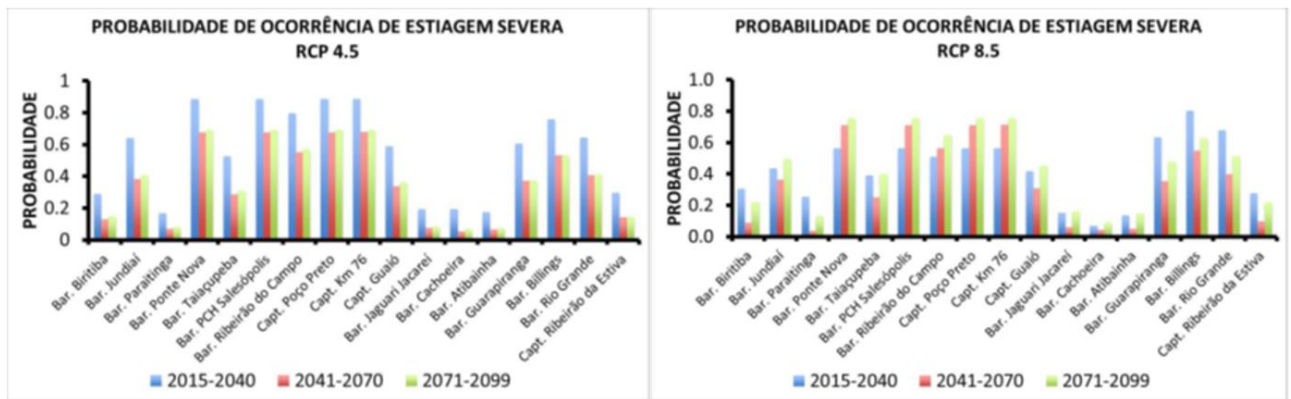 PROBABILIDADE DE OCORRÊNCIA DE ESTIAGEM SEVERA
RCP 4.5
PROBABILIDADE
1
0.8
0.6
0.4
0.2
0
Bar. Biritiba
Bar. Jundiaí
Bar. Paraitinga
Bar. Ponte Nova
Bar. Taiaçupeba
Bar. PCH Salesópolis
Bar. Ribeirão do Campo
Capt. Poço Preto
Capt. Km 76
Capt. Guaió
Bar. Jaguari Jacareí
Bar. Cachoeira
Bar. Atibainha
Bar. Guarapiranga
Bar. Billings
Bar. Rio Grande
Capt. Ribeirão da Estiva
2015-2040 2041-2070 2071-2099
PROBABILIDADE DE OCORRÊNCIA DE ESTIAGEM SEVERA
RCP 8.5
PROBABILIDADE
1.0
0.8
0.6
0.4
0.2
0.0
Bar. Biritiba
Bar. Jundiaí
Bar. Paraitinga
Bar. Ponte Nova
Bar. Taiaçupeba
Bar. PCH Salesópolis
Bar. Ribeirão do Campo
Capt. Poço Preto
Capt. Km 76
Capt. Guaió
Bar. Jaguari Jacareí
Bar. Cachoeira
Bar. Atibainha
Bar. Guarapiranga
Bar. Billings
Bar. Rio Grande
Capt. Ribeirão da Estiva
2015-2040 2041-2070 2071-2099